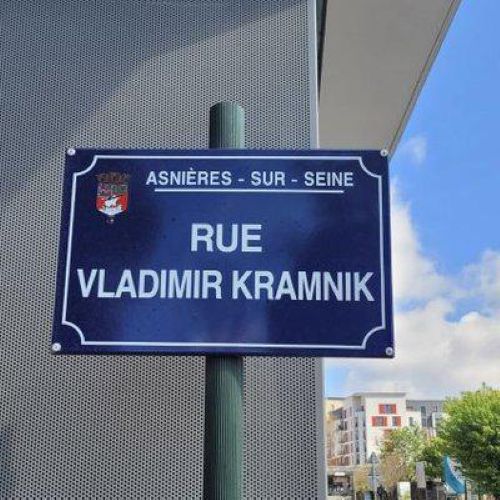 ASNIÈRES - SUR - SEINE
RUE
VLADIMIR KRAMNIK